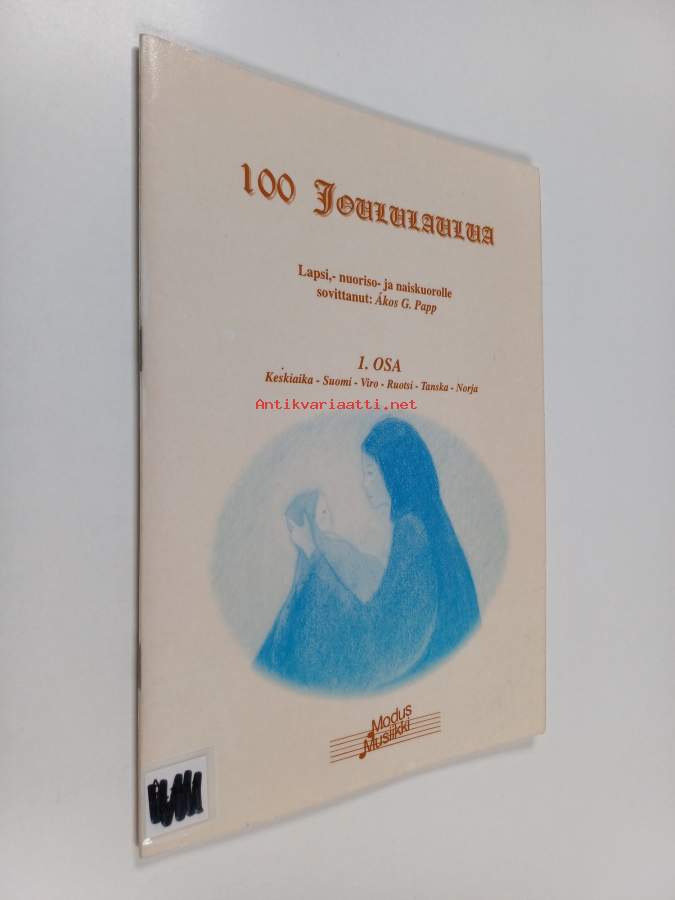 100 Joululaulua
Lapsi,- nuoriso- ja naiskuorolle
sovittanut: Ákos G. Papp
1. OSA
Keskiaika - Suomi - Viro - Ruotsi - Tanska - Norja
Antikvariaatti.net
Modus
Musiikki